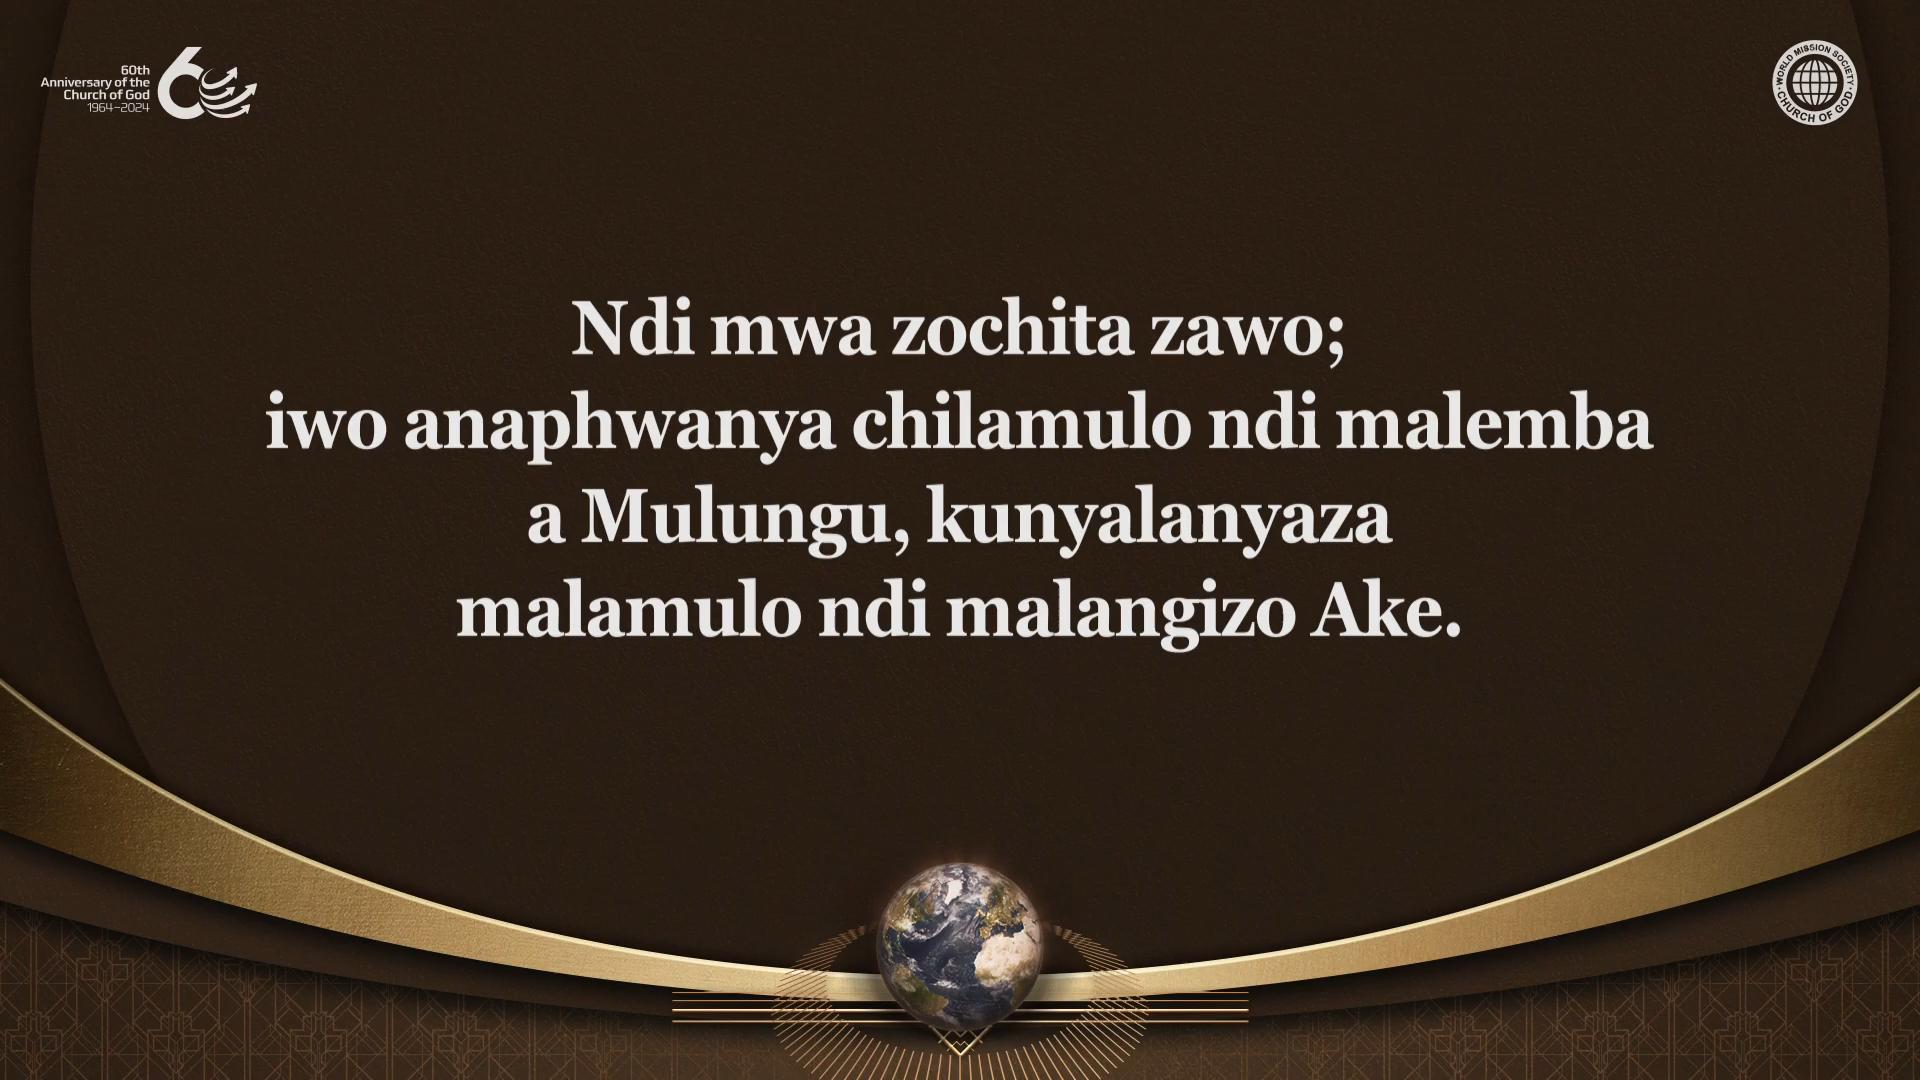 60th
Anniversary of the
Church of God
1964–2024
WORLD MISSION SOCIETY
CHURCH OF GOD
Ndi mwa zochita zawo;
iwo anaphwanya chilamulo ndi malemba
a Mulungu, kunyalanyaza
malamulo ndi malangizo Ake.